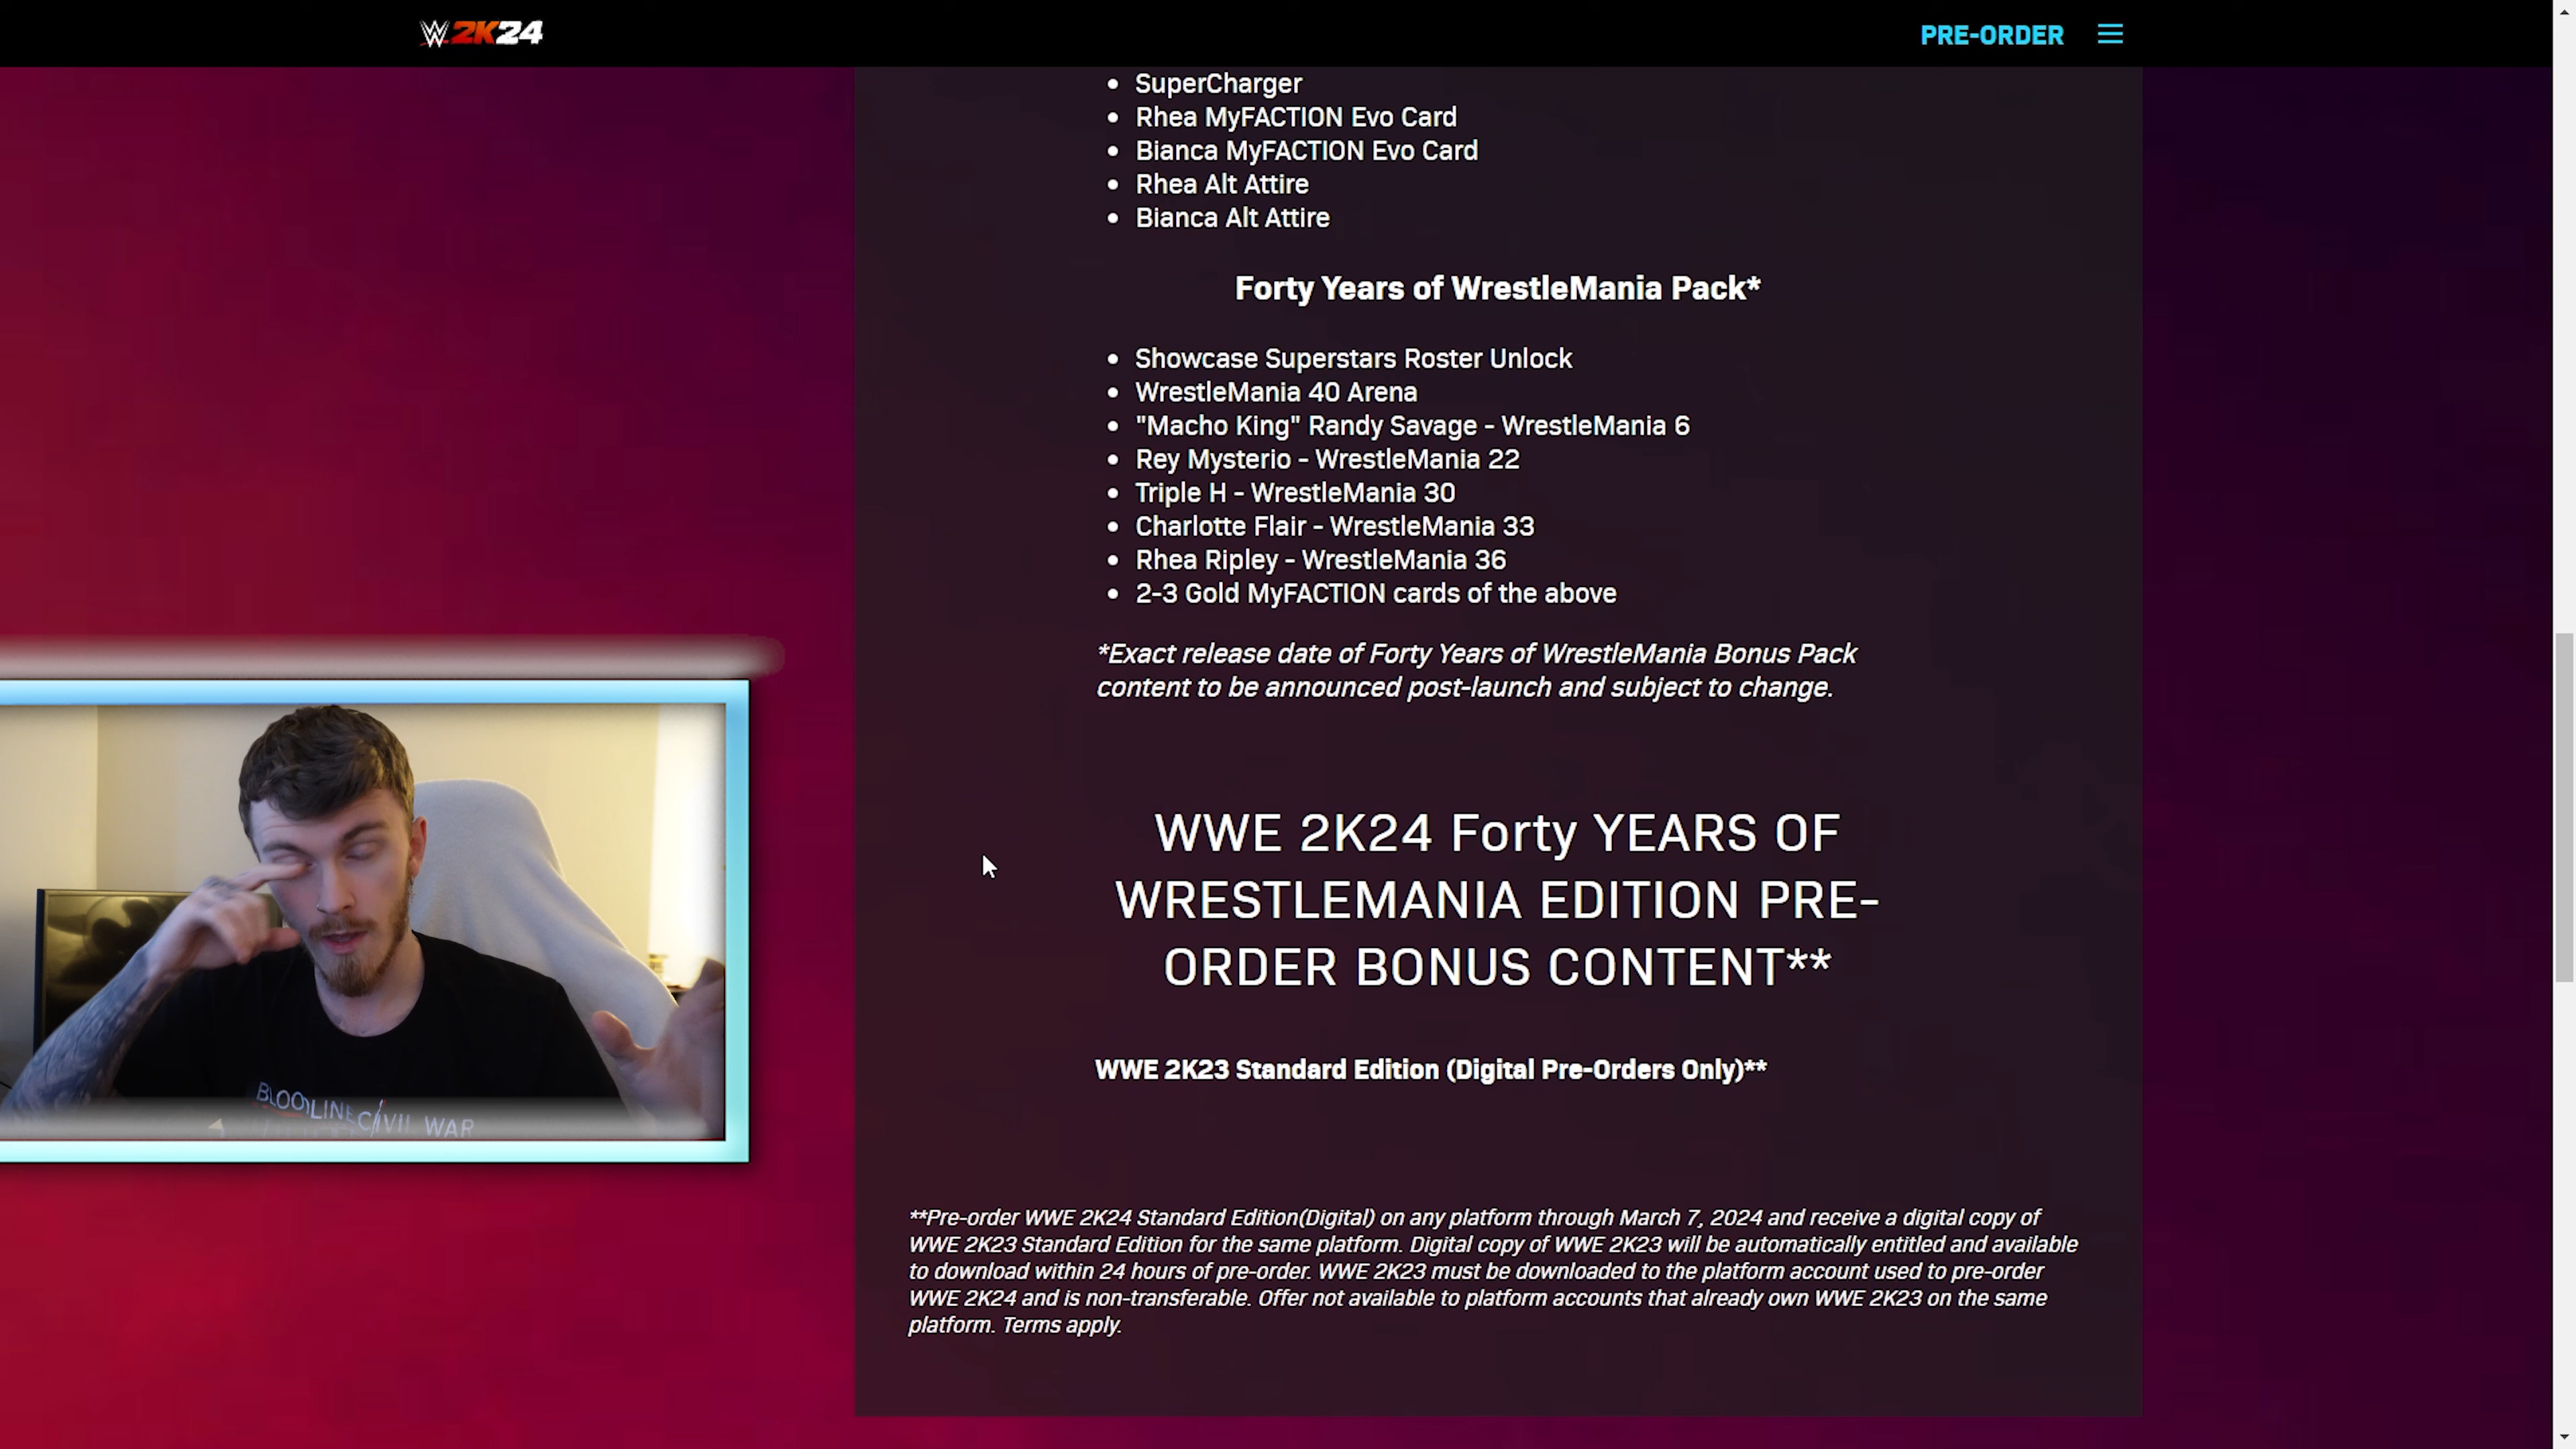 W 2K24
PRE-ORDER
SuperCharger
Rhea MyFACTION Evo Card
Bianca MyFACTION Evo Card
Rhea Alt Attire
Bianca Alt Attire
Forty Years of WrestleMania Pack*
Showcase Superstars Roster Unlock
WrestleMania 40 Arena
"Macho King" Randy Savage - WrestleMania 6
Rey Mysterio - WrestleMania 22
Triple H - WrestleMania 30
Charlotte Flair - WrestleMania 33
Rhea Ripley - WrestleMania 36
2-3 Gold MyFACTION cards of the above
*Exact release date of Forty Years of WrestleMania Bonus Pack
content to be announced post-launch and subject to change.
WWE 2K24 Forty YEARS OF
WRESTLEMANIA EDITION PRE-
ORDER BONUS CONTENT**
WWE 2K23 Standard Edition (Digital Pre-Orders Only)**
**Pre-order WWE 2K24 Standard Edition(Digital) on any platform through March 7, 2024 and receive a digital copy of
WWE 2K23 Standard Edition for the same platform. Digital copy of WWE 2K23 will be automatically entitled and available
to download within 24 hours of pre-order. WWE 2K23 must be downloaded to the platform account used to pre-order
WWE 2K24 and is non-transferable. Offer not available to platform accounts that already own WWE 2K23 on the same
platform. Terms apply.
BLOODLINE CIVIL WAR